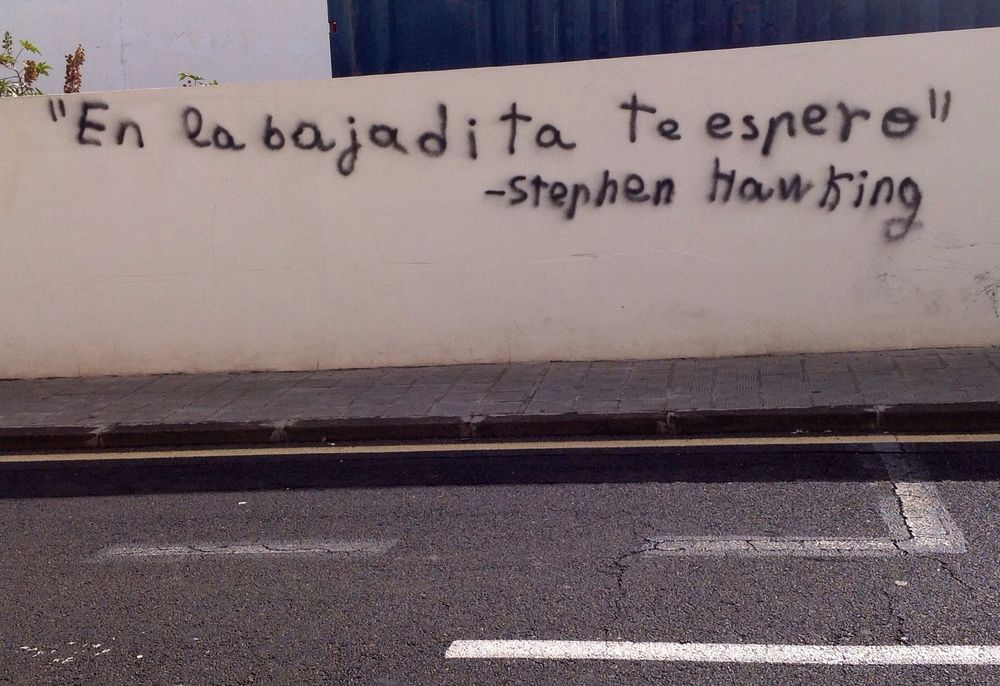 "En la bajadita te espero"
-Stephen Hawking